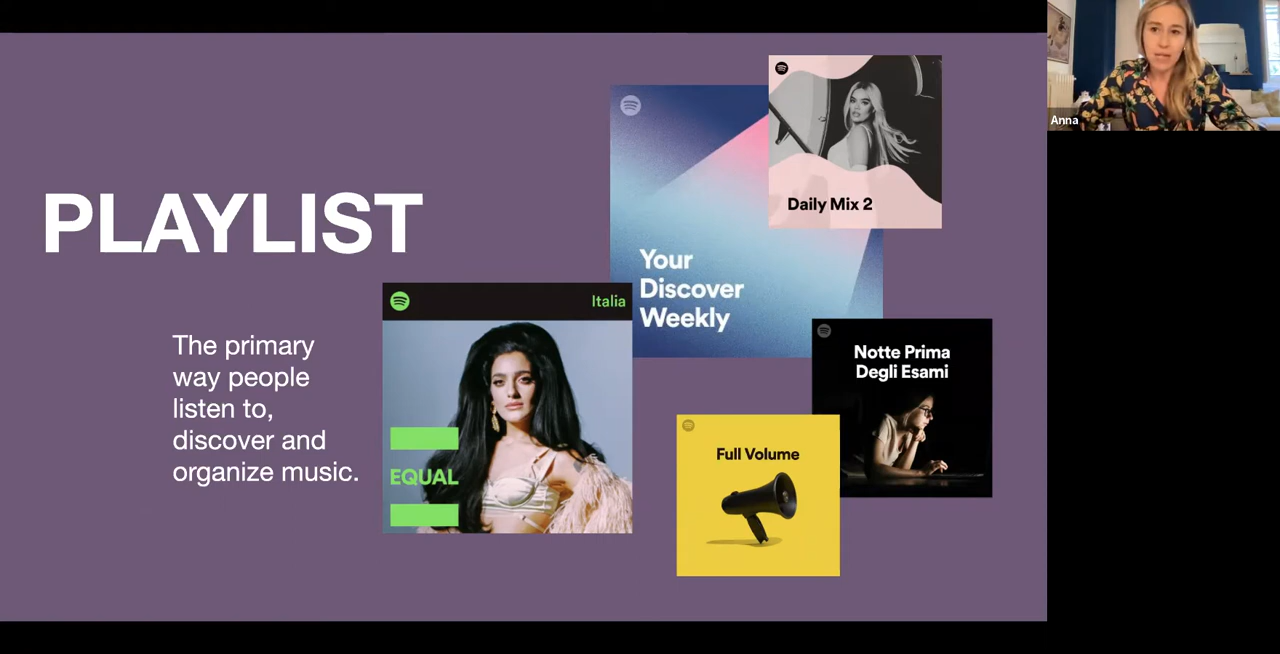 PLAYLIST
The primary
way people
listen to,
discover and
organize music.
Italia
EQUAL
Your
Discover
Weekly
Daily Mix 2
Notte Prima
Degli Esami
Full Volume
Anna